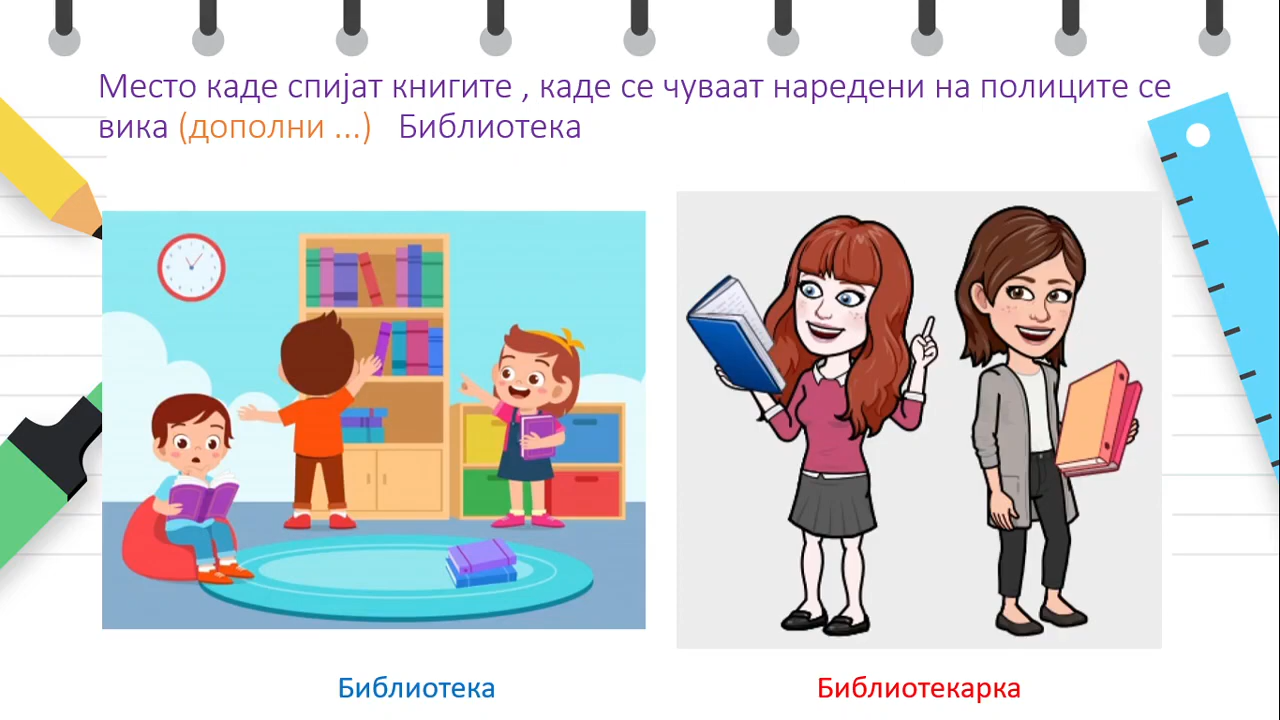 Место каде спијат книгите , каде се чуваат наредени на полиците се
вика (дополни ...) Библиотека
Библиотека
Библиотекарка